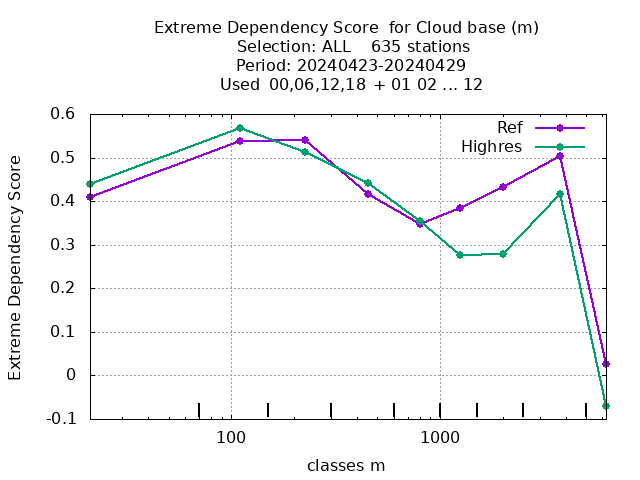 Extreme Dependency Score  for Cloud base (m)
Selection: ALL    635 stations
Period: 20240423-20240429
Used  00,06,12,18  + 01 02 ... 12
Ref
Highres
0.6
0.5
0.4
0.3
0.2
0.1
0
-0.1
Extreme Dependency Score
100
1000
classes m